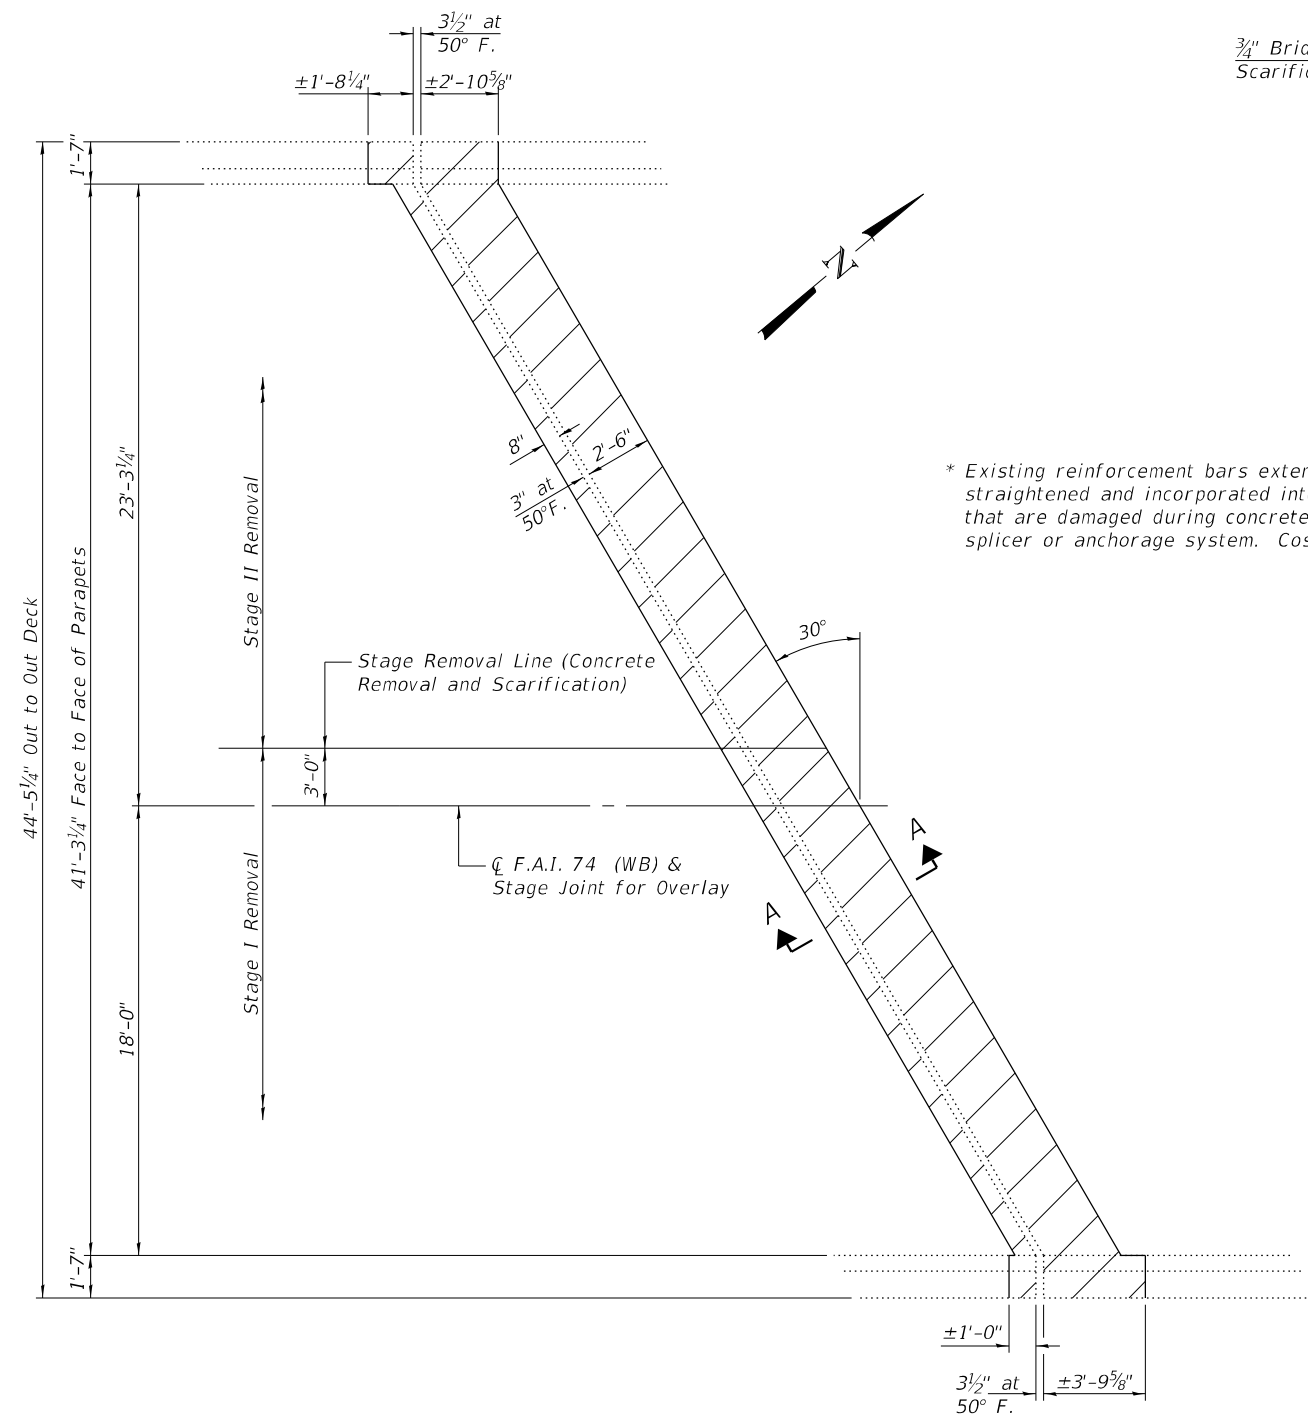 3½" at
50° F.
±1'-8¼"
±2'-10⅝"
¾" Brid
Scarific
1'-7"
N
23'-3¼"
8"
2'-6"
3" at
50°F.
* Existing reinforcement bars exten
straightened and incorporated int
that are damaged during concrete
splicer or anchorage system. Cos
Stage II Removal
44'-5¼" Out to Out Deck
41'-3¼" Face to Face of Parapets
30°
Stage Removal Line (Concrete
Removal and Scarification)
3'-0"
℄ F.A.I. 74 (WB) &
Stage Joint for Overlay
A
A
Stage I Removal
18'-0"
1'-7"
±1'-0"
3½" at
50° F.
±3'-9⅝"